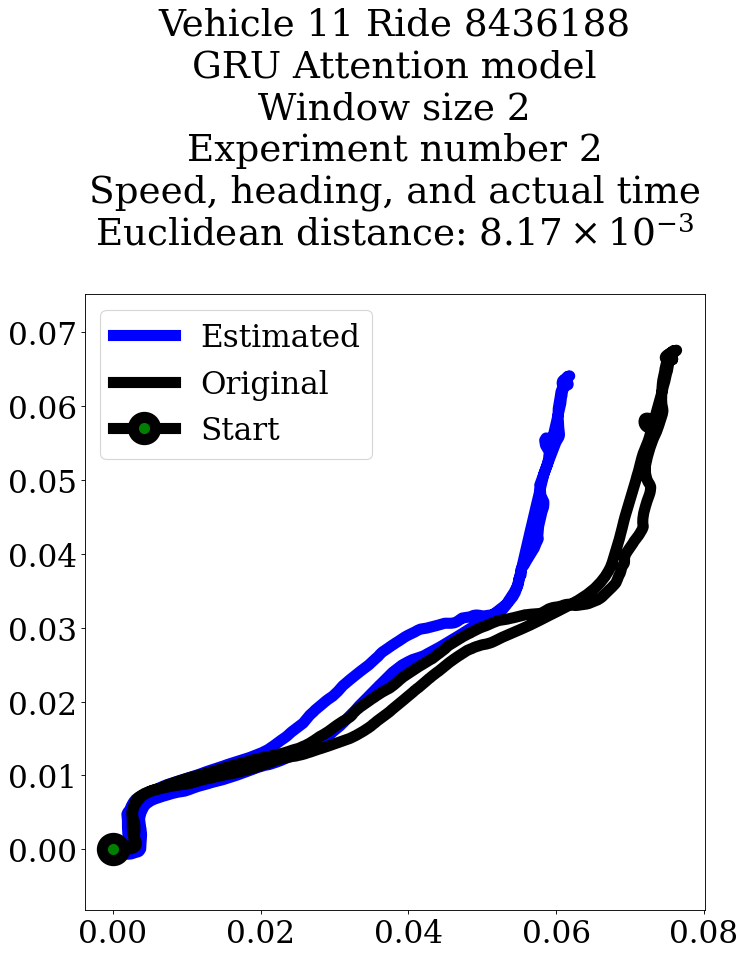 Vehicle 11 Ride 8436188
GRU Attention model
Window size 2
Experiment number 2
Speed, heading, and actual time
Euclidean distance: 8.17 × 10⁻³
Estimated
Original
Start
0.07
0.06
0.05
0.04
0.03
0.02
0.01
0.00
0.00 0.02 0.04 0.06 0.08